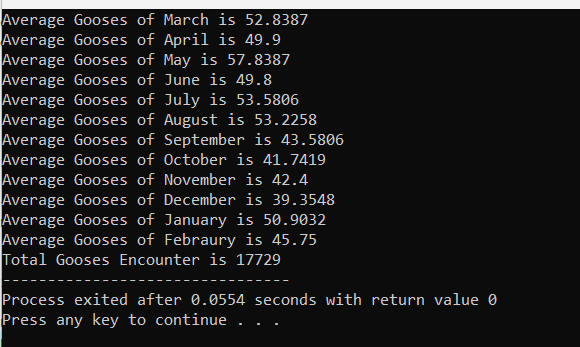 Average Gooses of March is 52.8387
Average Gooses of April is 49.9
Average Gooses of May is 57.8387
Average Gooses of June is 49.8
Average Gooses of July is 53.5806
Average Gooses of August is 53.2258
Average Gooses of September is 43.5806
Average Gooses of October is 41.7419
Average Gooses of November is 42.4
Average Gooses of December is 39.3548
Average Gooses of January is 50.9032
Average Gooses of Febraury is 45.75
Total Gooses Encounter is 17729
--------------------------------
Process exited after 0.0554 seconds with return value 0
Press any key to continue . . .